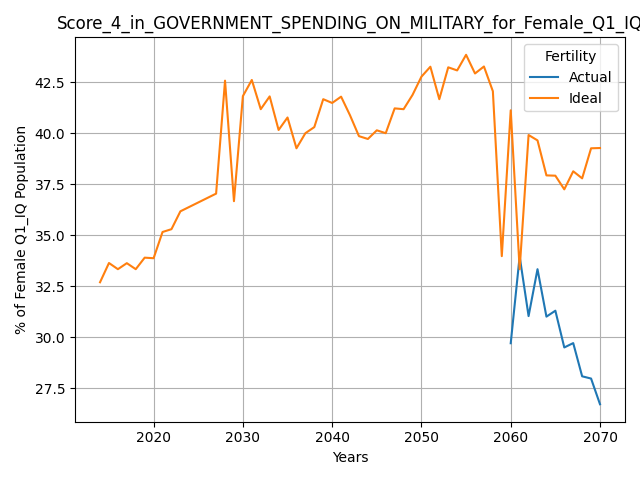 Score_4_in_GOVERNMENT_SPENDING_ON_MILITARY_for_Female_Q1_IQ
Fertility
Actual
Ideal
% of Female Q1_IQ Population
42.5
40.0
37.5
35.0
32.5
30.0
27.5
2020
2030
2040
2050
2060
2070
Years